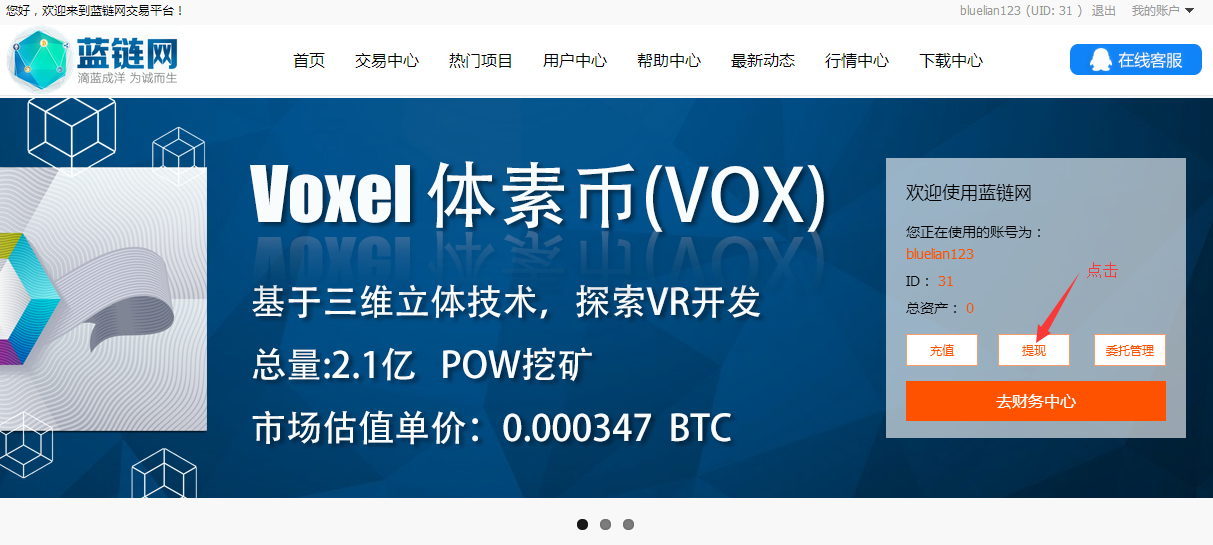 您好，欢迎来到蓝链网交易平台！
bluelian123 (UID: 31 ) 退出 我的账户
蓝链网
滴蓝成洋 为诚而生
首页 交易中心 热门项目 用户中心 帮助中心 最新动态 行情中心 下载中心
在线客服
Voxel 体素币(VOX)
基于三维立体技术，探索VR开发
总量:2.1亿 POW挖矿
市场估值单价：0.000347 BTC
欢迎使用蓝链网
您正在使用的账号为：
bluelian123
点击
ID： 31
总资产： 0
充值 提现 委托管理
去财务中心